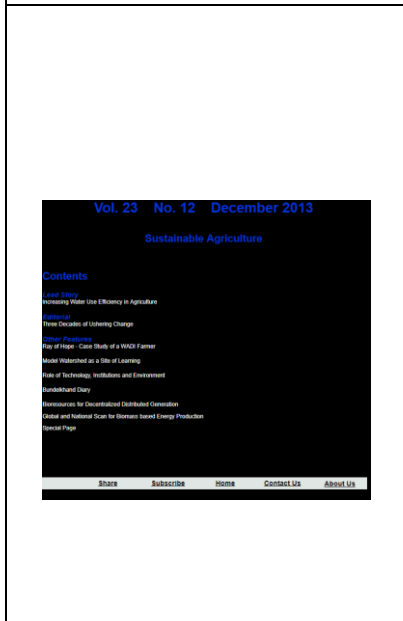 Vol. 23 No. 12 December 2013
Sustainable Agriculture
Contents
Lead Story
Increasing Water Use Efficiency in Agriculture
Editorial
Three Decades of Ushering Change
Other Features
Ray of Hope - Case Study of a WADI Farmer
Model Watershed as a Site of Learning
Role of Technology, Institutions and Environment
Bundelkhand Diary
Bioresources for Decentralized Distributed Generation
Global and National Scan for Biomass based Energy Production
Special Page
Share Subscribe Home Contact Us About Us